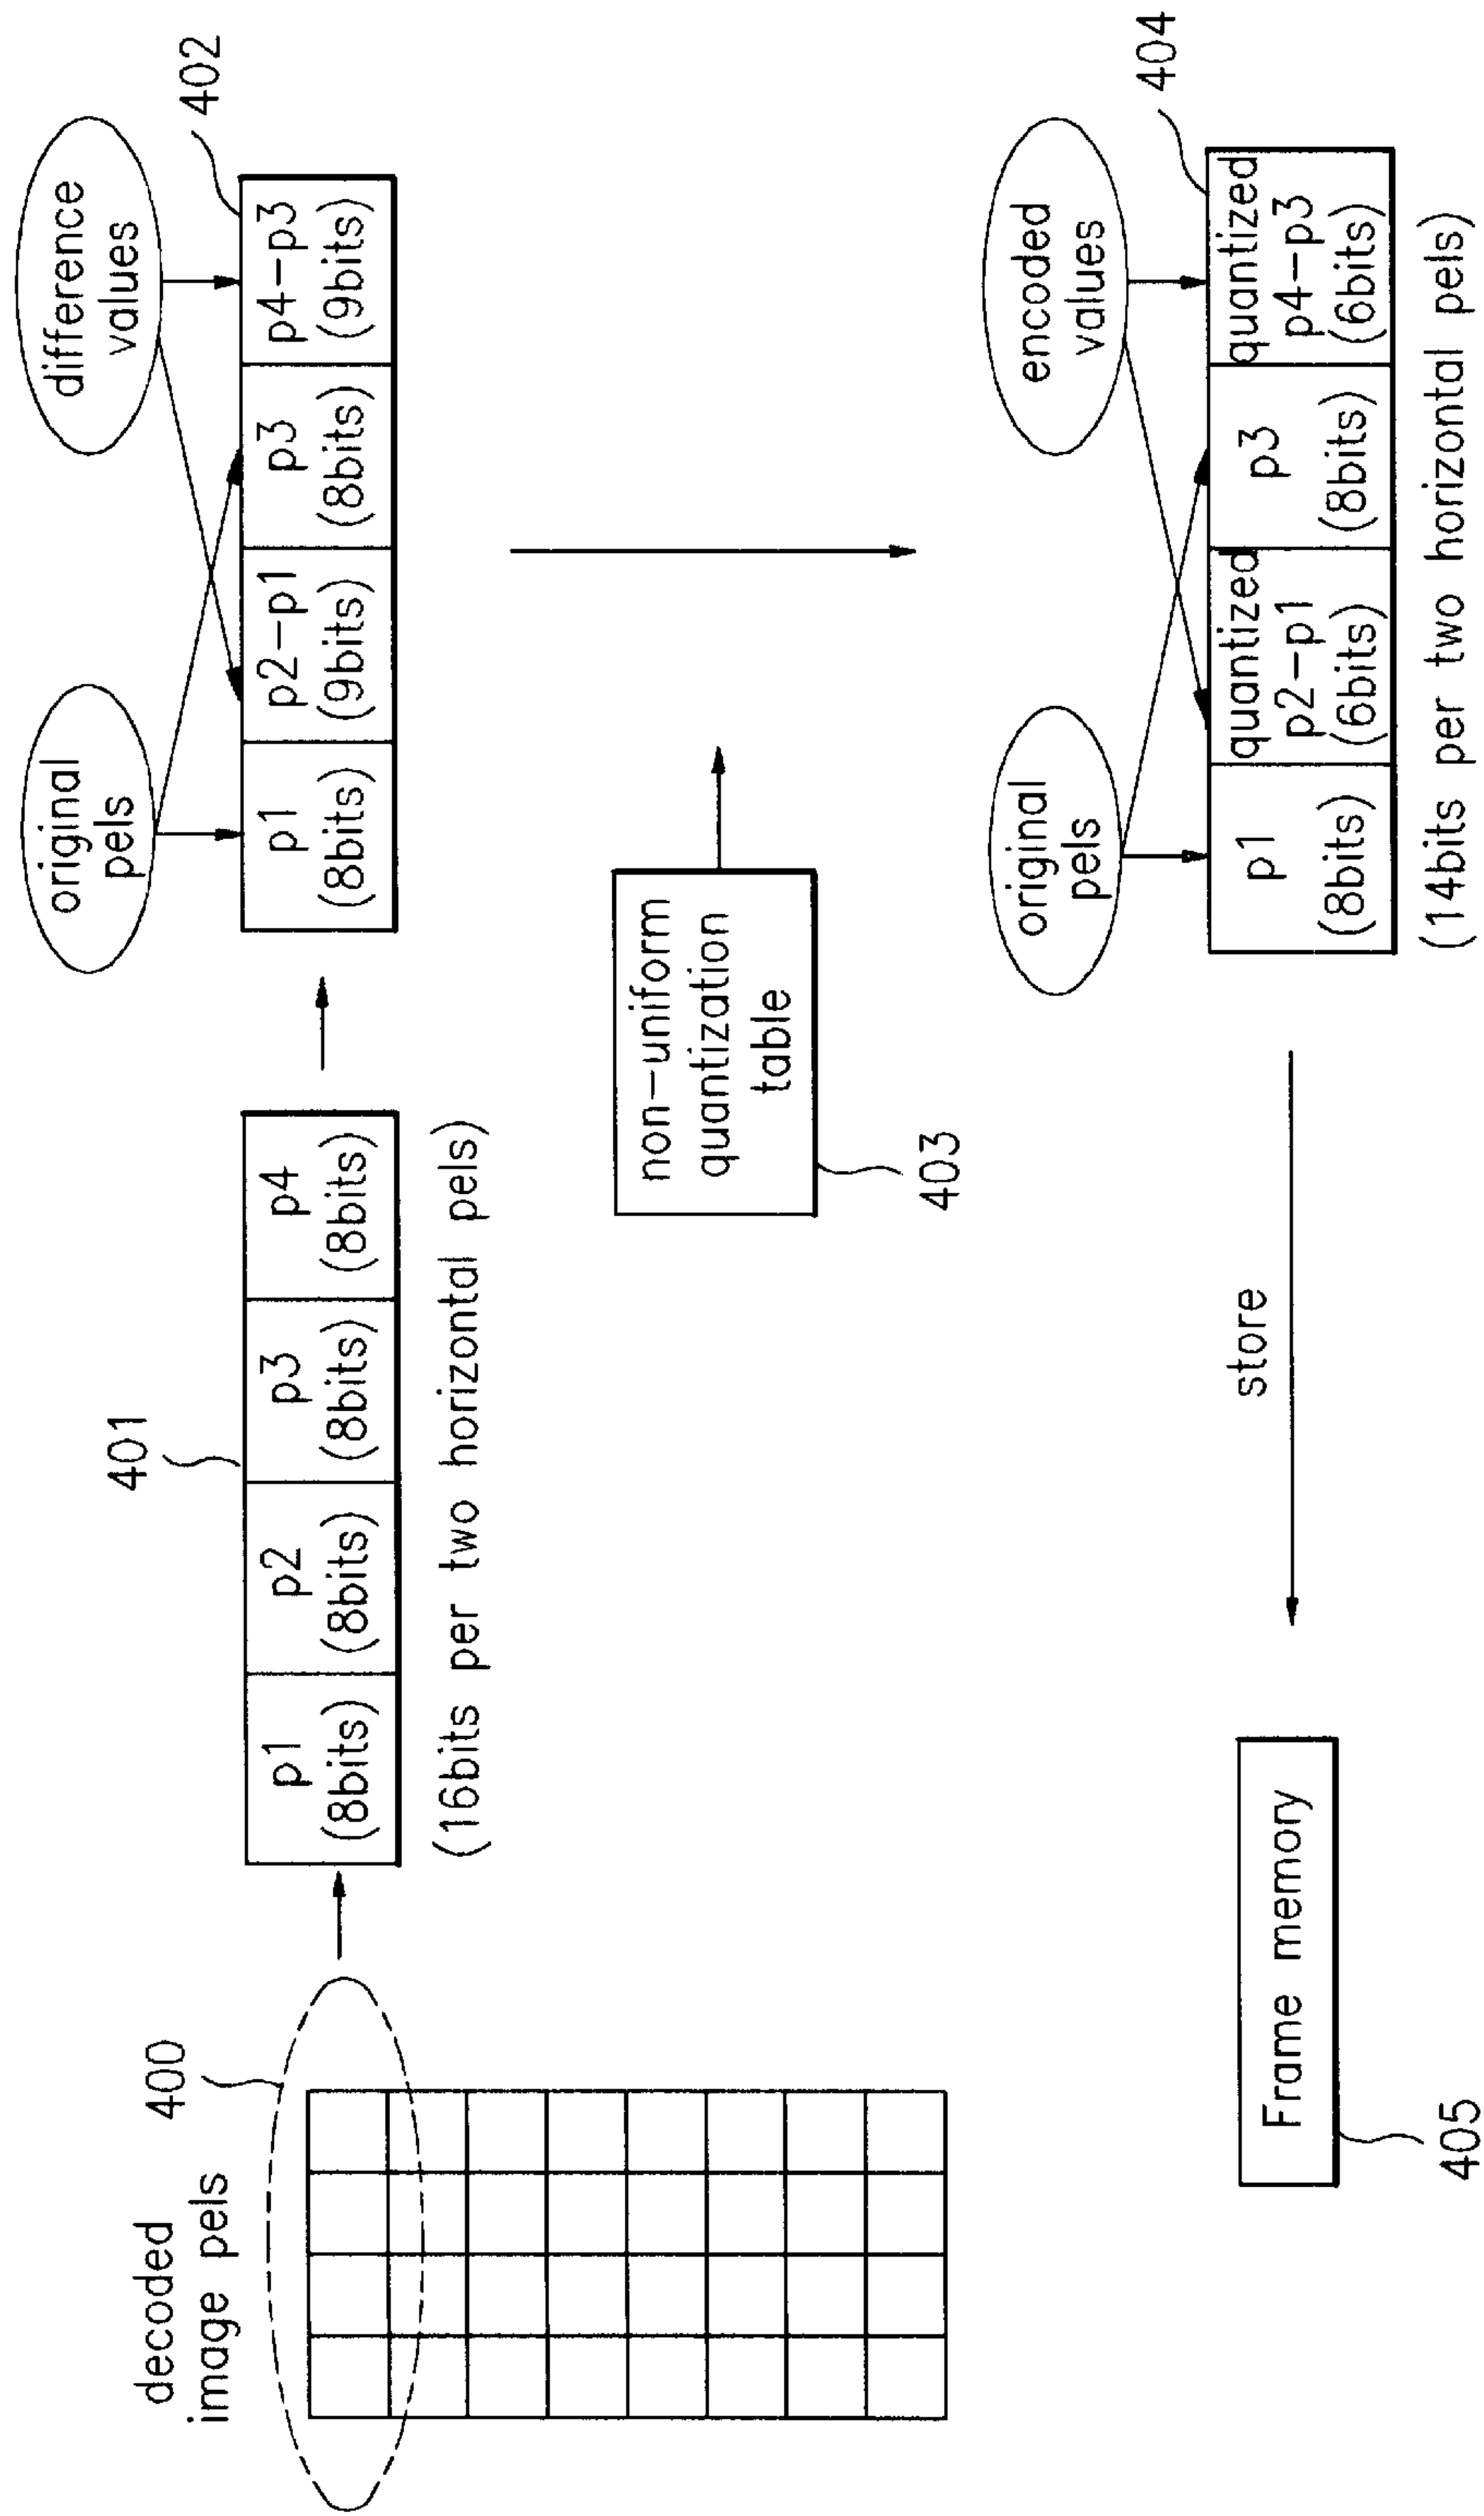 decoded
image pels
400
401
p1
(8bits)
p2
(8bits)
p3
(8bits)
p4
(8bits)
(16bits per two horizontal pels)
original
pels
difference
values
402
p1
(8bits)
p2-p1
(9bits)
p3
(8bits)
p4-p3
(9bits)
non-uniform
quantization
table
403
original
pels
encoded
values
404
p1
(8bits)
quantized
p2-p1
(6bits)
p3
(8bits)
quantized
p4-p3
(6bits)
(14bits per two horizontal pels)
store
Frame memory
405